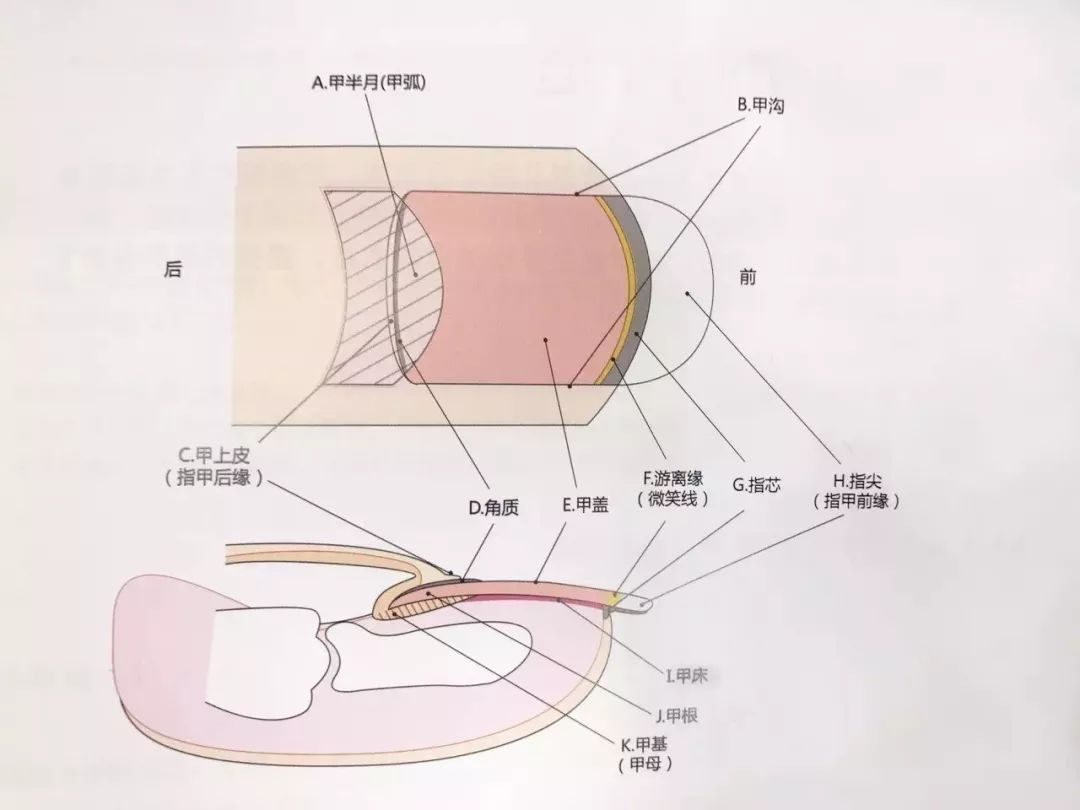 A.甲半月(甲弧)
B.甲沟
后
前
C.甲上皮
（指甲后缘）
D.角质
E.甲盖
F.游离缘
（微笑线）
G.指芯
H.指尖
（指甲前缘）
I.甲床
J.甲根
K.甲基
（甲母）